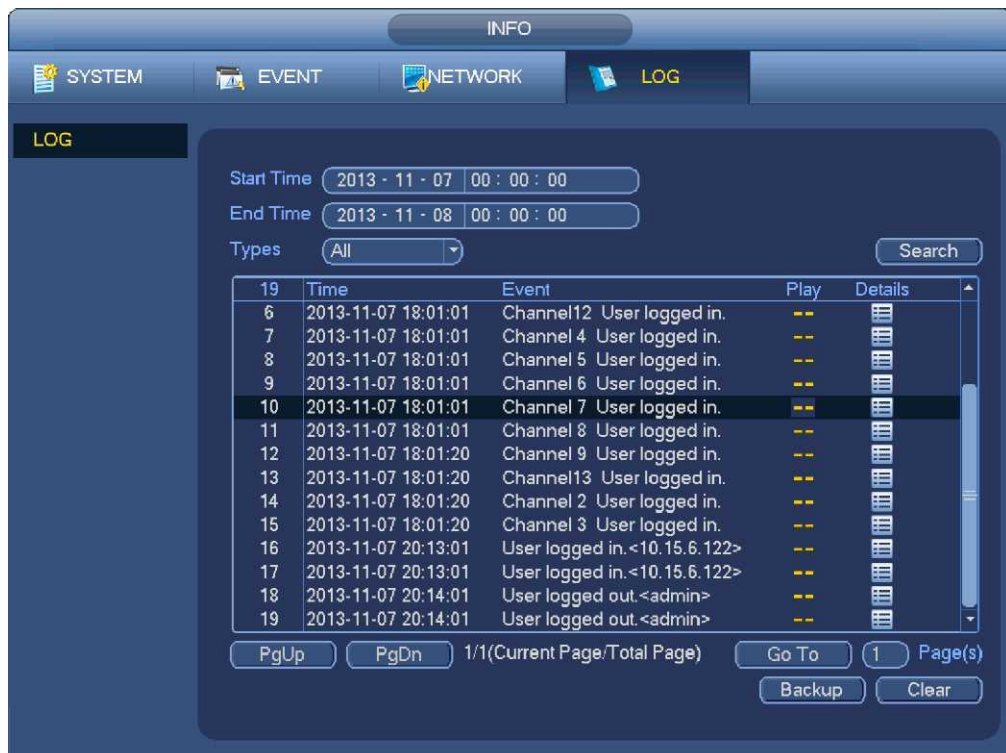 INFO
SYSTEM EVENT NETWORK LOG
LOG
Start Time 2013 - 11 - 07 00 : 00 : 00
End Time 2013 - 11 - 08 00 : 00 : 00
Types All Search
19 Time Event Play Details
6 2013-11-07 18:01:01 Channel12 User logged in. --
7 2013-11-07 18:01:01 Channel 4 User logged in. --
8 2013-11-07 18:01:01 Channel 5 User logged in. --
9 2013-11-07 18:01:01 Channel 6 User logged in. --
10 2013-11-07 18:01:01 Channel 7 User logged in. --
11 2013-11-07 18:01:01 Channel 8 User logged in. --
12 2013-11-07 18:01:20 Channel 9 User logged in. --
13 2013-11-07 18:01:20 Channel13 User logged in. --
14 2013-11-07 18:01:20 Channel 2 User logged in. --
15 2013-11-07 18:01:20 Channel 3 User logged in. --
16 2013-11-07 20:13:01 User logged in.<10.15.6.122> --
17 2013-11-07 20:13:01 User logged in.<10.15.6.122> --
18 2013-11-07 20:14:01 User logged out.<admin> --
19 2013-11-07 20:14:01 User logged out.<admin> --
PgUp PgDn 1/1(Current Page/Total Page) Go To 1 Page(s)
Backup Clear